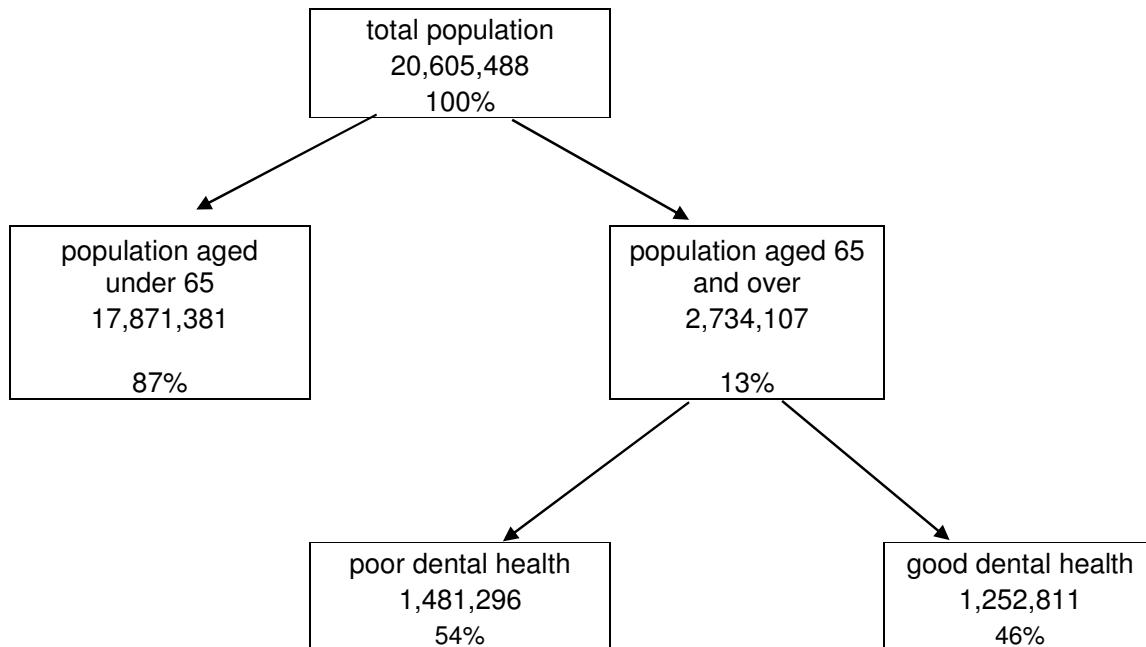 total population
20,605,488
100%
population aged
under 65
17,871,381
87%
population aged 65
and over
2,734,107
13%
poor dental health
1,481,296
54%
good dental health
1,252,811
46%